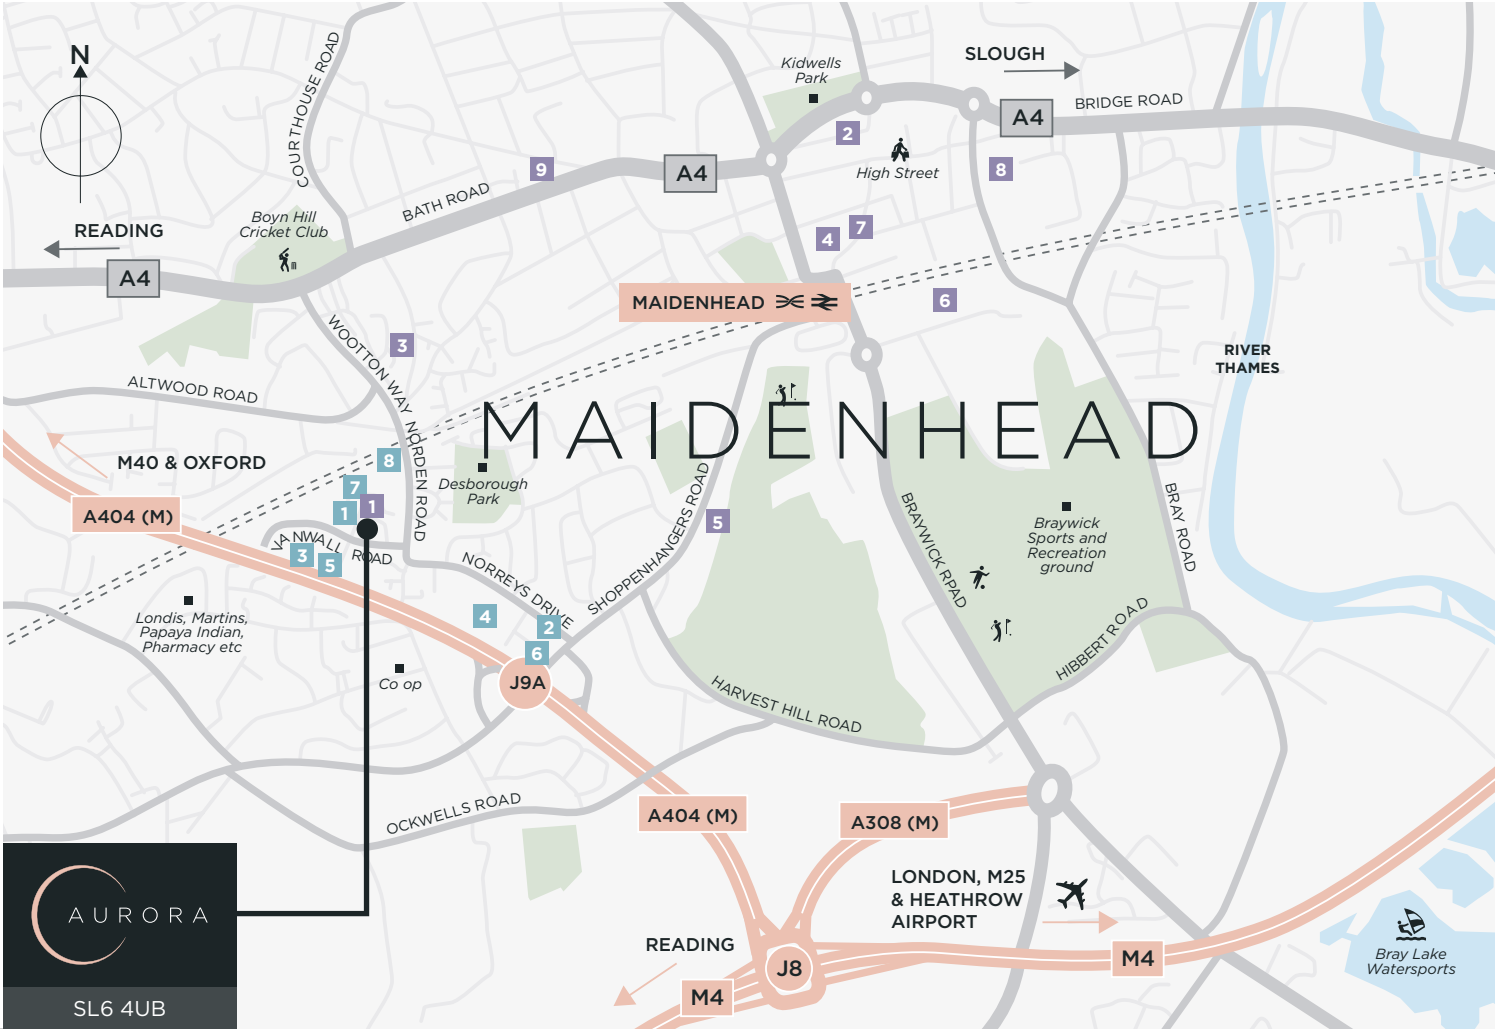 N
COURTHOUSE ROAD
Kidwells
Park
SLOUGH
A4
BRIDGE ROAD
2
High Street
8
9
A4
BATH ROAD
Boyn Hill
Cricket Club
READING
A4
4
7
MAIDENHEAD
6
3
WOOTTON WAY
RIVER
THAMES
ALTWOOD ROAD
MAIDENHEAD
M40 & OXFORD
8
NORDEN ROAD
Desborough
Park
7
1
1
A404 (M)
SHOPPENHANGERS ROAD
5
BRAYWICK RPAD
Braywick
Sports and
Recreation
ground
BRAY ROAD
VANWALL ROAD
3
5
NORREYS DRIVE
4
2
6
Londis, Martins,
Papaya Indian,
Pharmacy etc
Co op
J9A
HIBBERT ROAD
HARVEST HILL ROAD
OCKWELLS ROAD
A404 (M)
A308 (M)
LONDON, M25
& HEATHROW
AIRPORT
AURORA
SL6 4UB
READING
J8
M4
M4
Bray Lake
Watersports